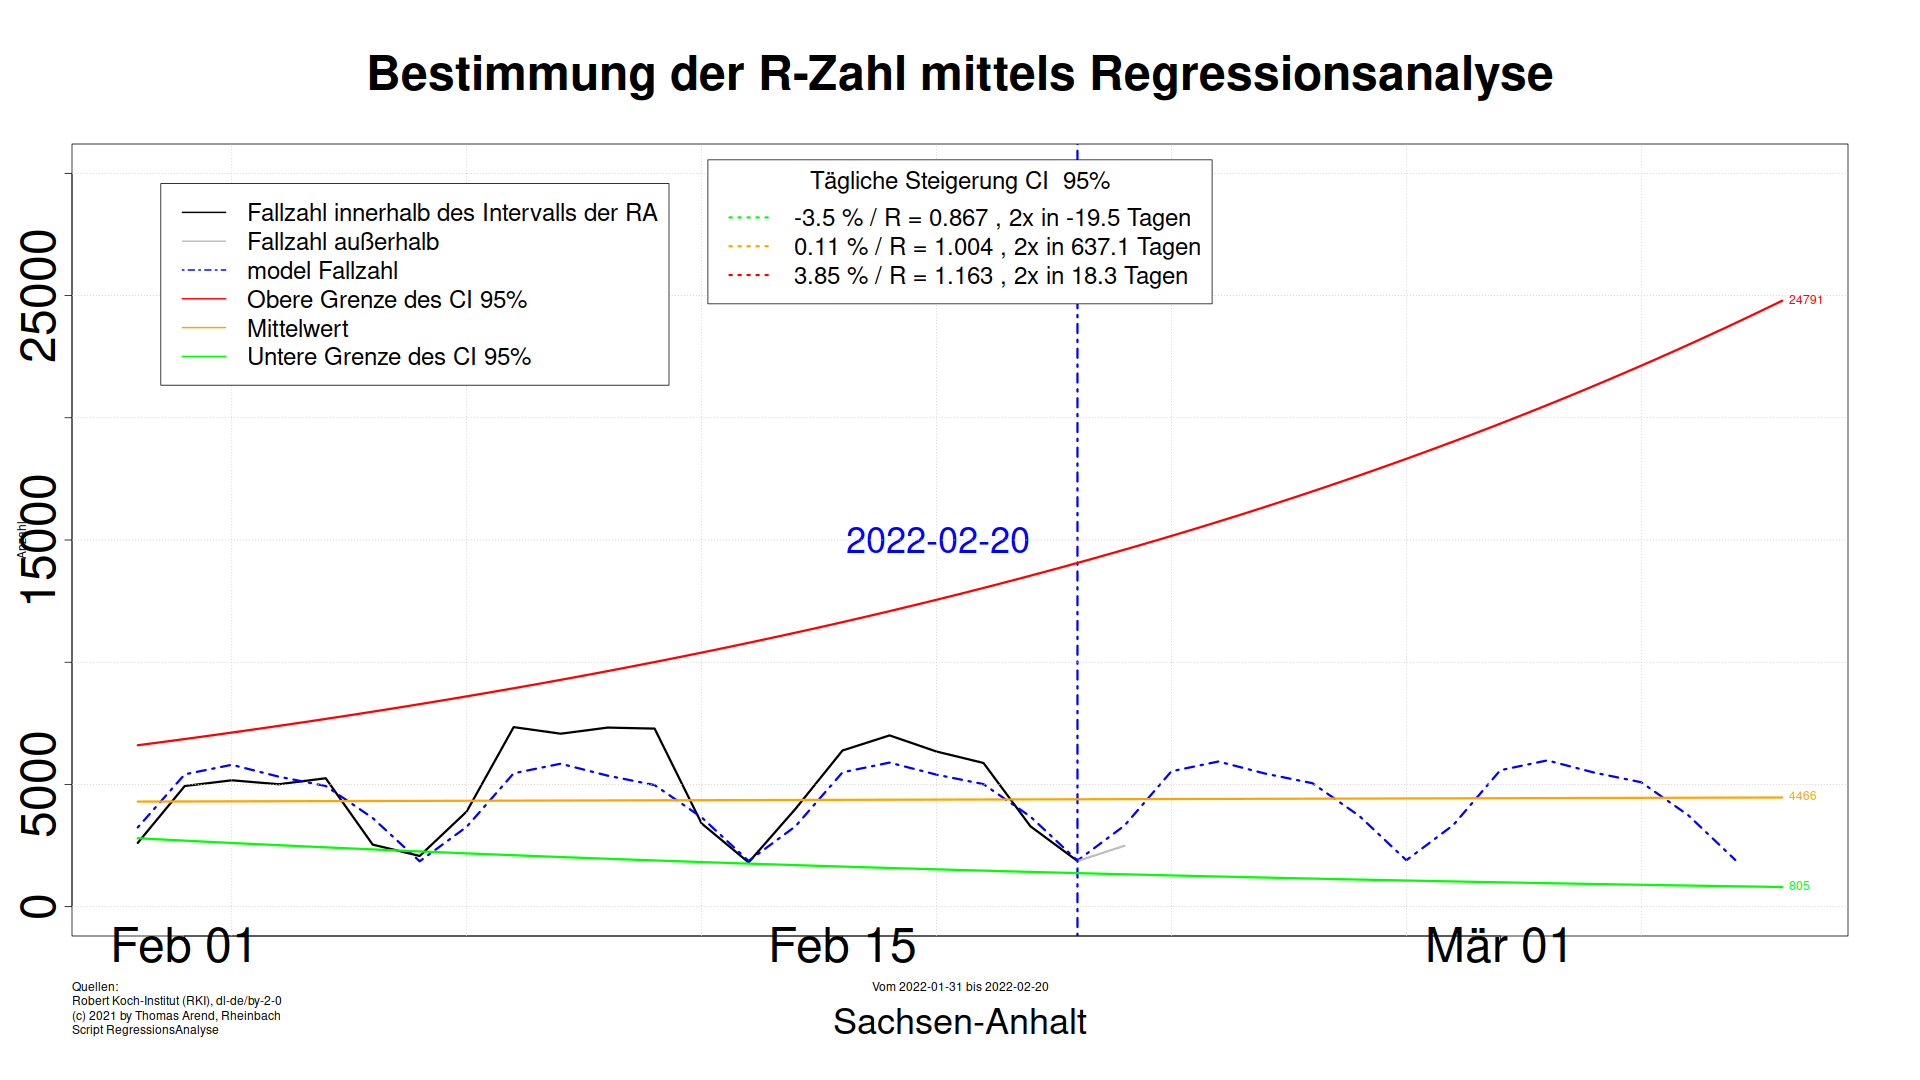 Bestimmung der R-Zahl mittels Regressionsanalyse
Fallzahl innerhalb des Intervalls der RA
Fallzahl außerhalb
model Fallzahl
Obere Grenze des CI 95%
Mittelwert
Untere Grenze des CI 95%
Tägliche Steigerung CI  95%
-3.5 % / R = 0.867 , 2x in -19.5 Tagen
0.11 % / R = 1.004 , 2x in 637.1 Tagen
3.85 % / R = 1.163 , 2x in 18.3 Tagen
25000
15000
5000
0
Anzahl
24791
2022-02-20
4466
805
Feb 01
Feb 15
Mär 01
Quellen:
Robert Koch-Institut (RKI), dl-de/by-2-0
(c) 2021 by Thomas Arend, Rheinbach
Script RegressionsAnalyse
Vom 2022-01-31 bis 2022-02-20
Sachsen-Anhalt